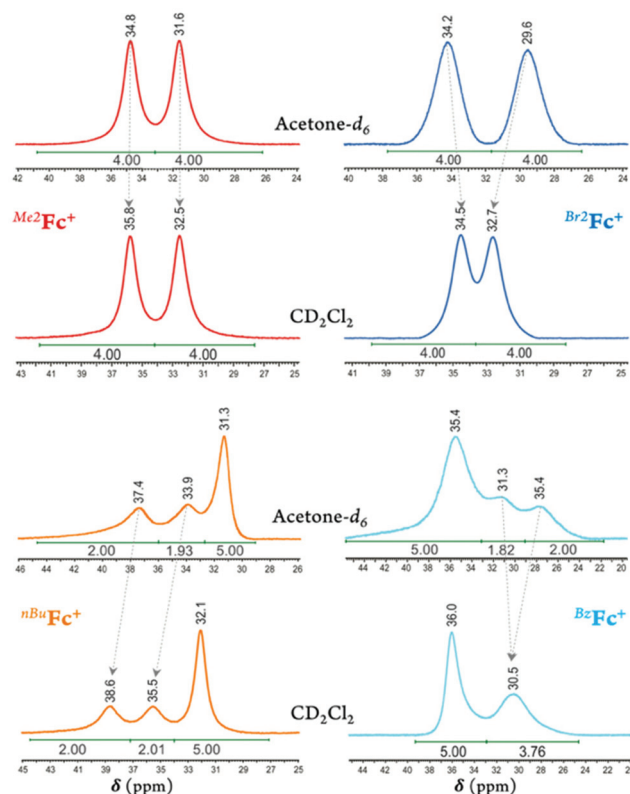 34.8 31.6
Acetone-d6
4.00 4.00
42 40 38 36 34 32 30 28 26 24
34.2 29.6
4.00 4.00
40 38 36 34 32 30 28 26 24
Me2Fc+
35.8 32.5
CD2Cl2
4.00 4.00
43 41 39 37 35 33 31 29 27 25
Br2Fc+
34.5 32.7
4.00 4.00
41 39 37 35 33 31 29 27 25
37.4 33.9 31.3
Acetone-d6
2.00 1.93 5.00
46 44 42 40 38 36 34 32 30 28 26
35.4 31.3 35.4
5.00 1.82 2.00
44 42 40 38 36 34 32 30 28 26 24 22 20
nBuFc+
38.6 35.5 32.1
CD2Cl2
2.00 2.01 5.00
45 43 41 39 37 35 33 31 29 27 25
δ (ppm)
BzFc+
36.0 30.5
5.00 3.76
44 42 40 38 36 34 32 30 28 26 24 22 20
δ (ppm)